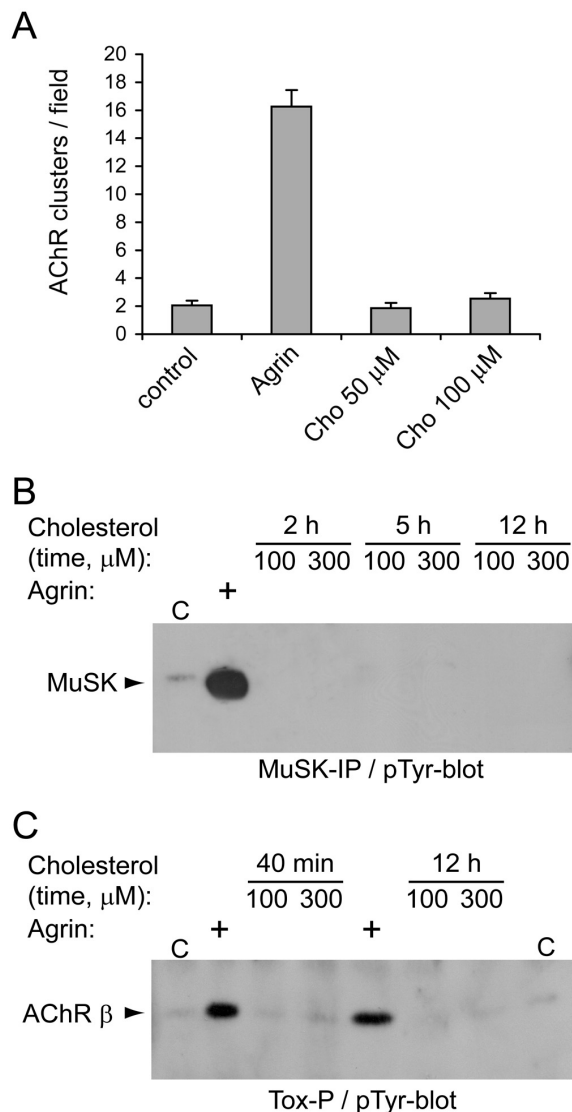 A
AChR clusters / field
20
18
16
14
12
10
8
6
4
2
0
control
Agrin
Cho 50 μM
Cho 100 μM
B
Cholesterol 2 h 5 h 12 h
(time, μM): 100 300 100 300 100 300
Agrin: +
C
MuSK
MuSK-IP / pTyr-blot
C
Cholesterol 40 min 12 h
(time, μM): 100 300 100 300
Agrin: + +
C C
AChR β
Tox-P / pTyr-blot